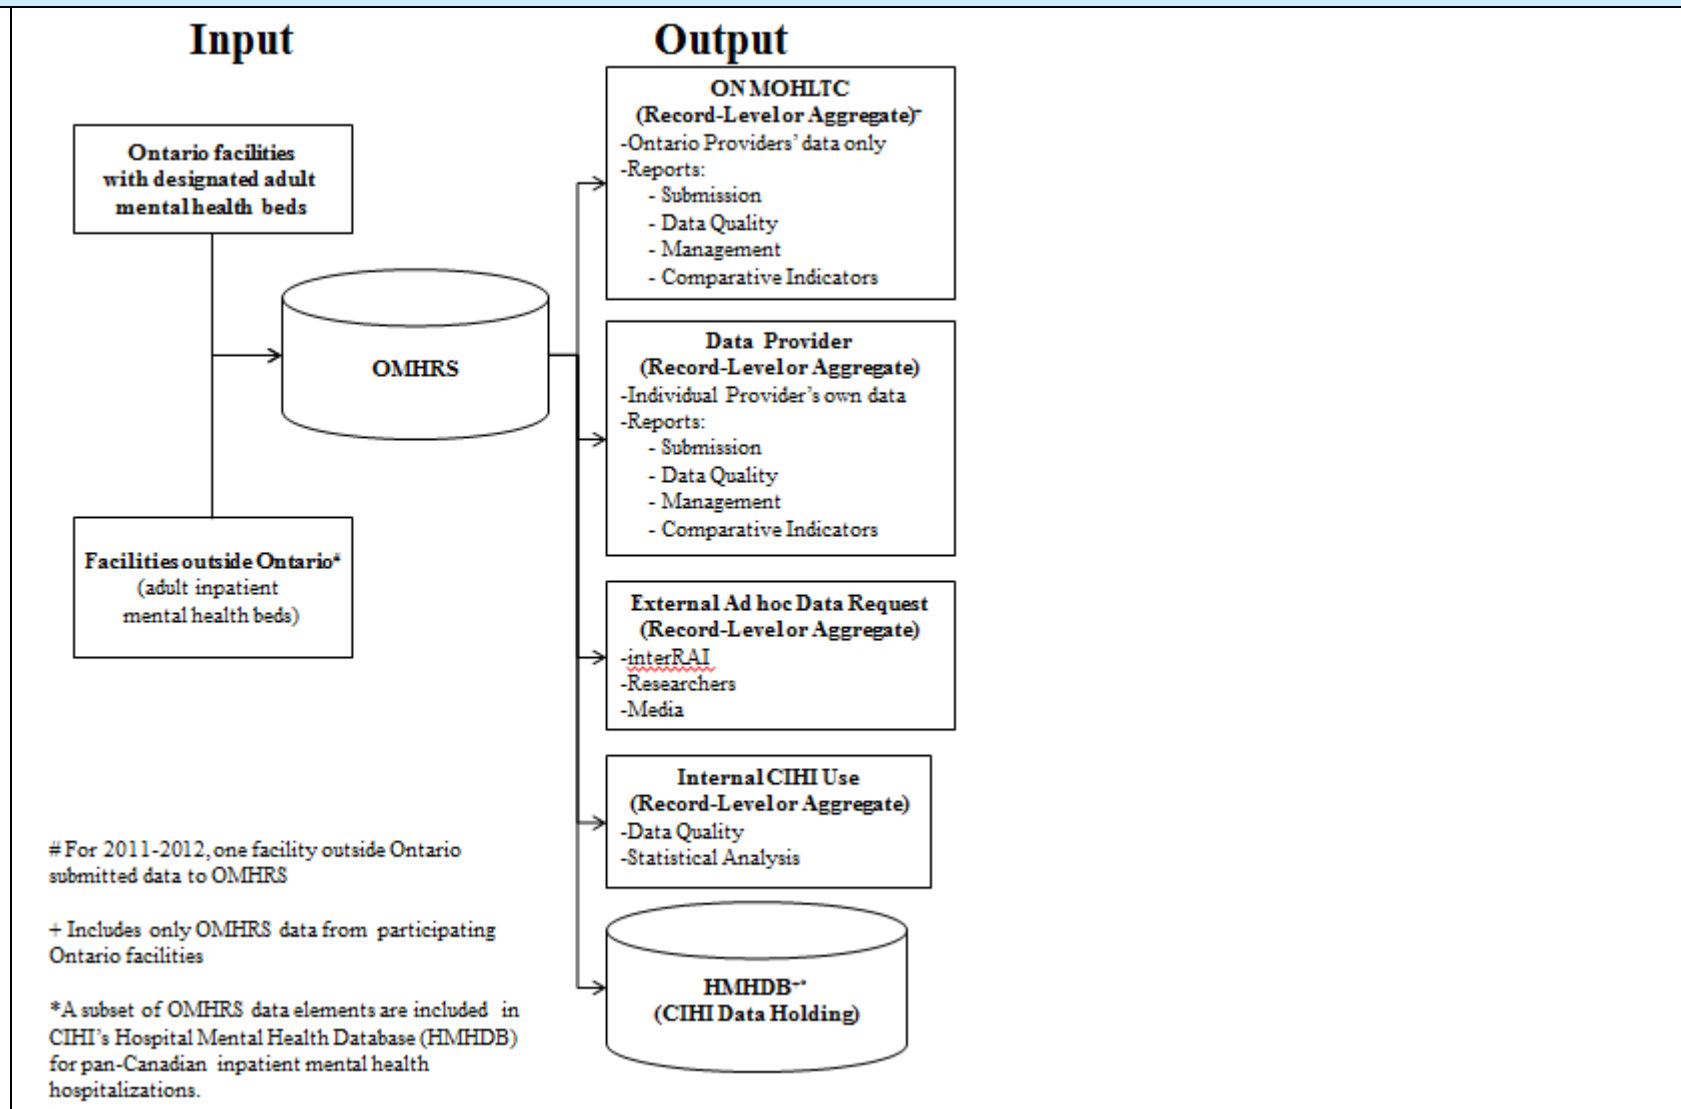 Input
Output
Ontario facilities
with designated adult
mental health beds
Facilities outside Ontario#
(adult inpatient
mental health beds)
OMHRS
ON MOHLTC
(Record-Level or Aggregate)+
-Ontario Providers' data only
-Reports:
- Submission
- Data Quality
- Management
- Comparative Indicators
Data Provider
(Record-Level or Aggregate)
-Individual Provider's own data
-Reports:
- Submission
- Data Quality
- Management
- Comparative Indicators
External Ad hoc Data Request
(Record-Level or Aggregate)
-interRAI
-Researchers
-Media
Internal CIHI Use
(Record-Level or Aggregate)
-Data Quality
-Statistical Analysis
HMHDB+*
(CIHI Data Holding)
# For 2011-2012, one facility outside Ontario
submitted data to OMHRS
+ Includes only OMHRS data from participating
Ontario facilities
*A subset of OMHRS data elements are included in
CIHI's Hospital Mental Health Database (HMHDB)
for pan-Canadian inpatient mental health
hospitalizations.